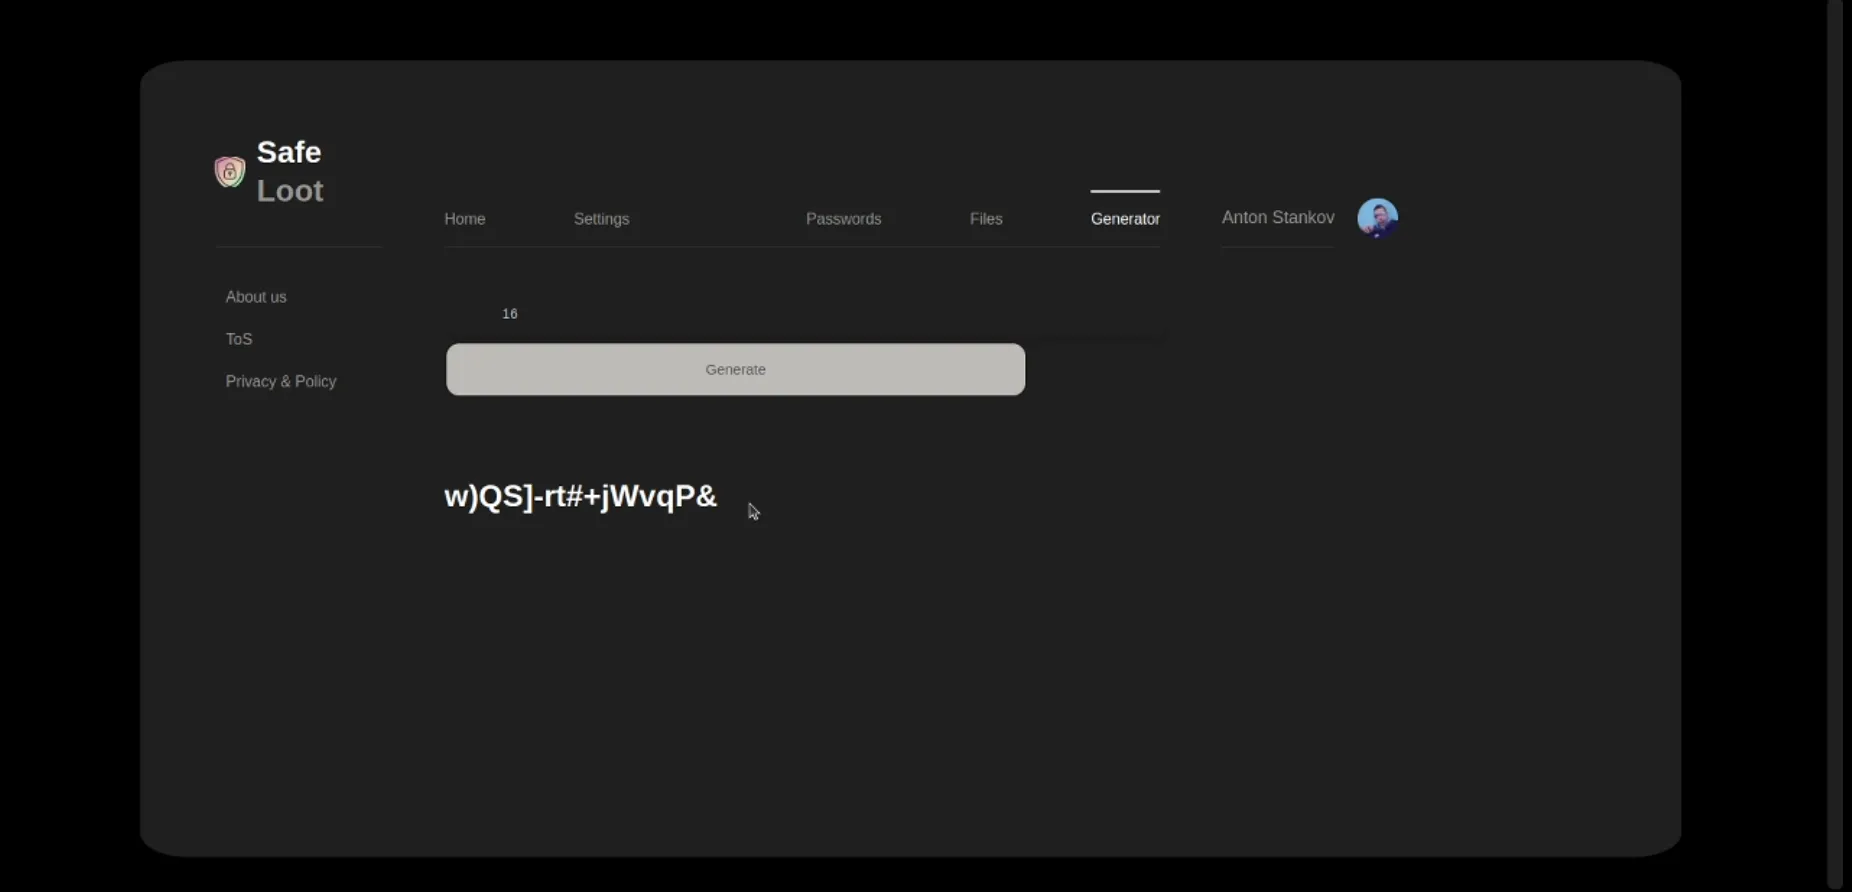 Safe
Loot
Home Settings Passwords Files Generator Anton Stankov
About us
ToS
Privacy & Policy
16
Generate
w)QS]-rt#+jWvqP&